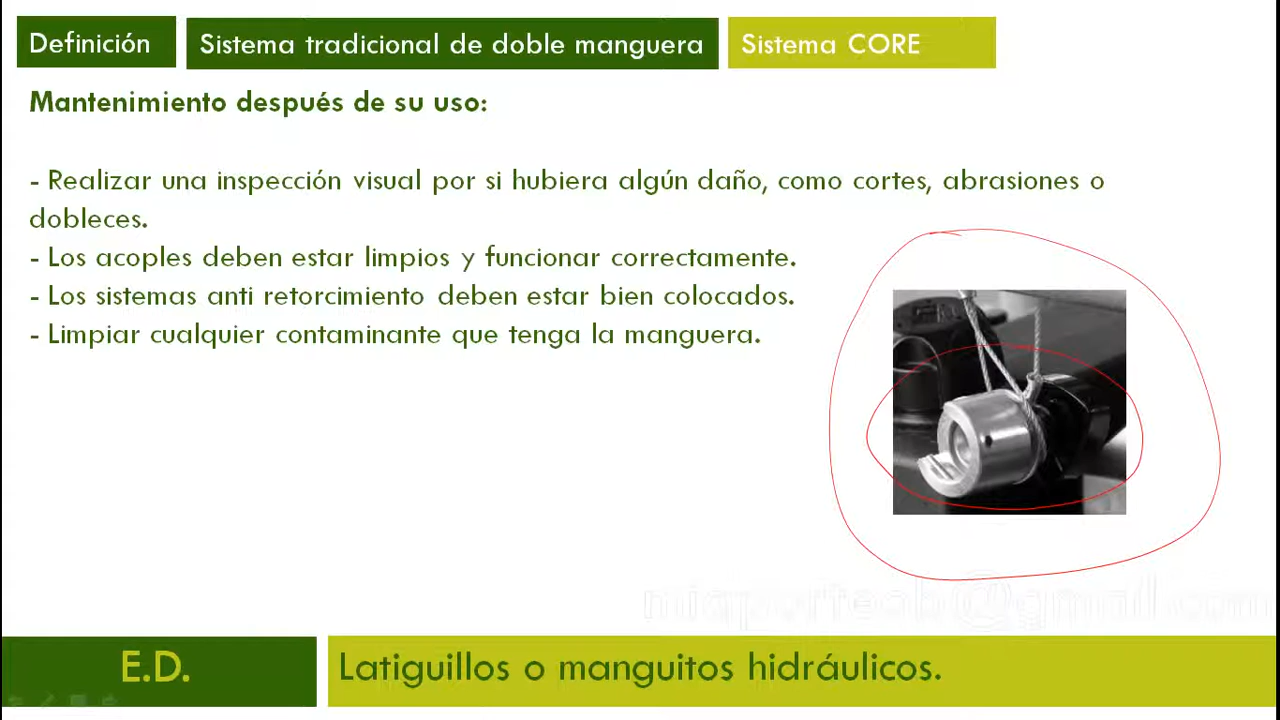 Definición
Sistema tradicional de doble manguera
Sistema CORE
Mantenimiento después de su uso:
- Realizar una inspección visual por si hubiera algún daño, como cortes, abrasiones o
dobleces.
- Los acoples deben estar limpios y funcionar correctamente.
- Los sistemas anti retorcimiento deben estar bien colocados.
- Limpiar cualquier contaminante que tenga la manguera.
E.D.
Latiguillos o manguitos hidráulicos.